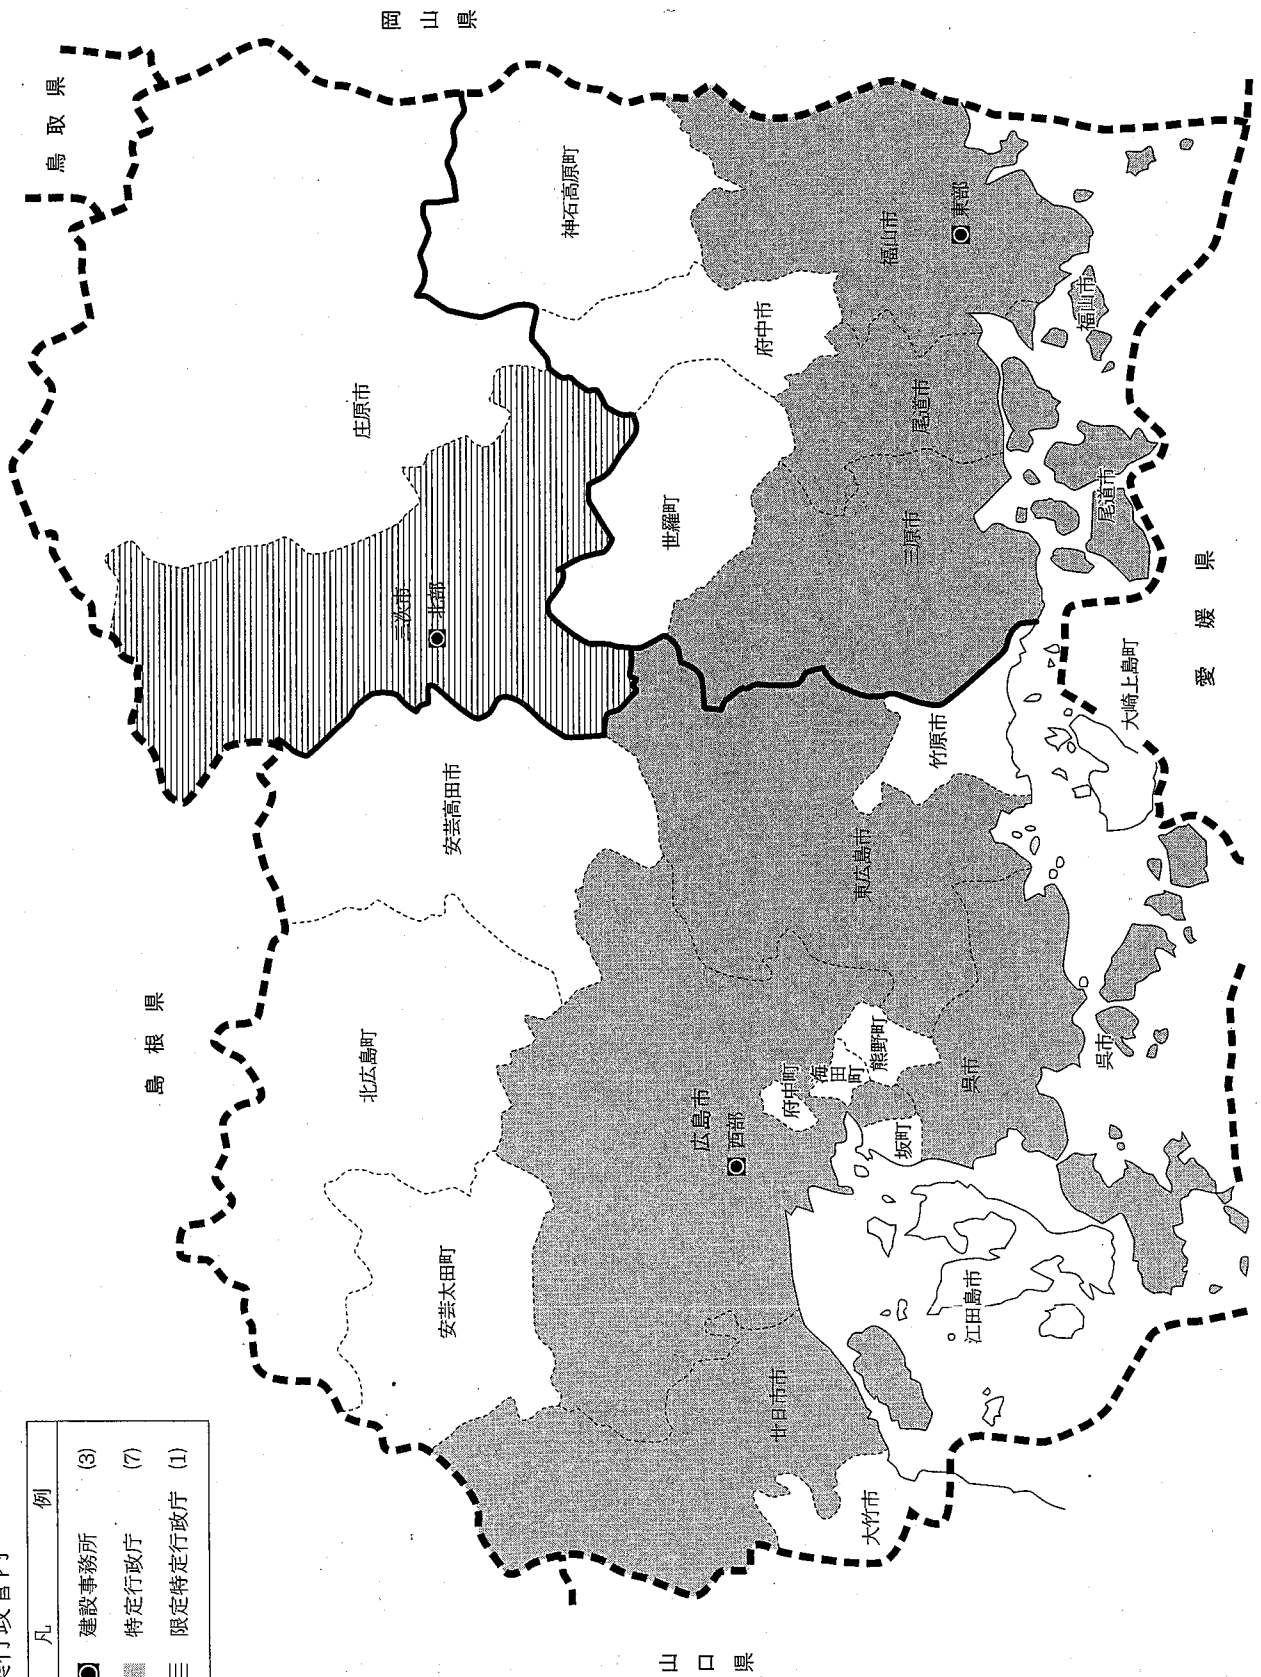 築行政管内
凡 例
建設事務所 (3)
特定行政庁 (7)
限定特定行政庁 (1)
鳥取県
岡山県
島根県
山口県
愛媛県
庄原市
神石高原町
三次市
北部
府中市
福山市
東部
福山市
世羅町
尾道市
三原市
尾道市
安芸高田市
竹原市
大崎上島町
東広島市
北広島町
広島市
西部
府中町
海田町
熊野町
坂町
呉市
呉市
安芸太田町
江田島市
廿日市市
大竹市